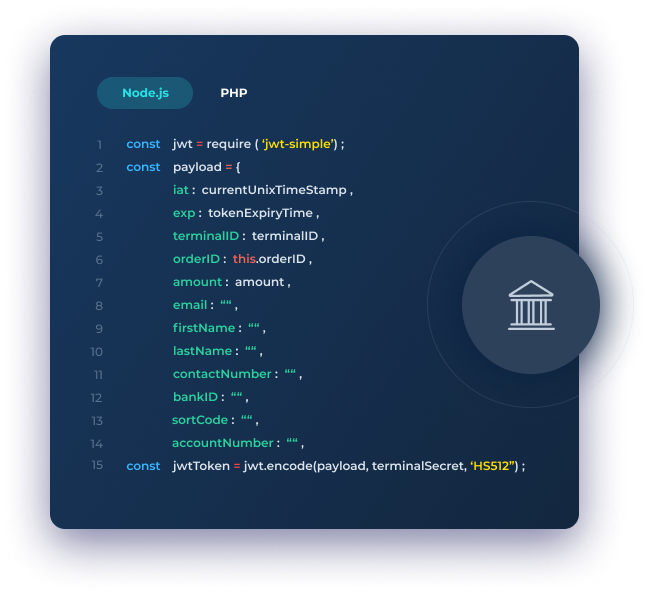 Node.js PHP
1 const jwt = require ( ‘jwt-simple’) ;
2 const payload = {
3 iat : currentUnixTimeStamp ,
4 exp : tokenExpiryTime ,
5 terminalID : terminalID ,
6 orderID : this.orderID ,
7 amount : amount ,
8 email : ““ ,
9 firstName : ““ ,
10 lastName : ““ ,
11 contactNumber : ““ ,
12 bankID : ““ ,
13 sortCode : ““ ,
14 accountNumber : ““ ,
15 const jwtToken = jwt.encode(payload, terminalSecret, ‘HS512”) ;